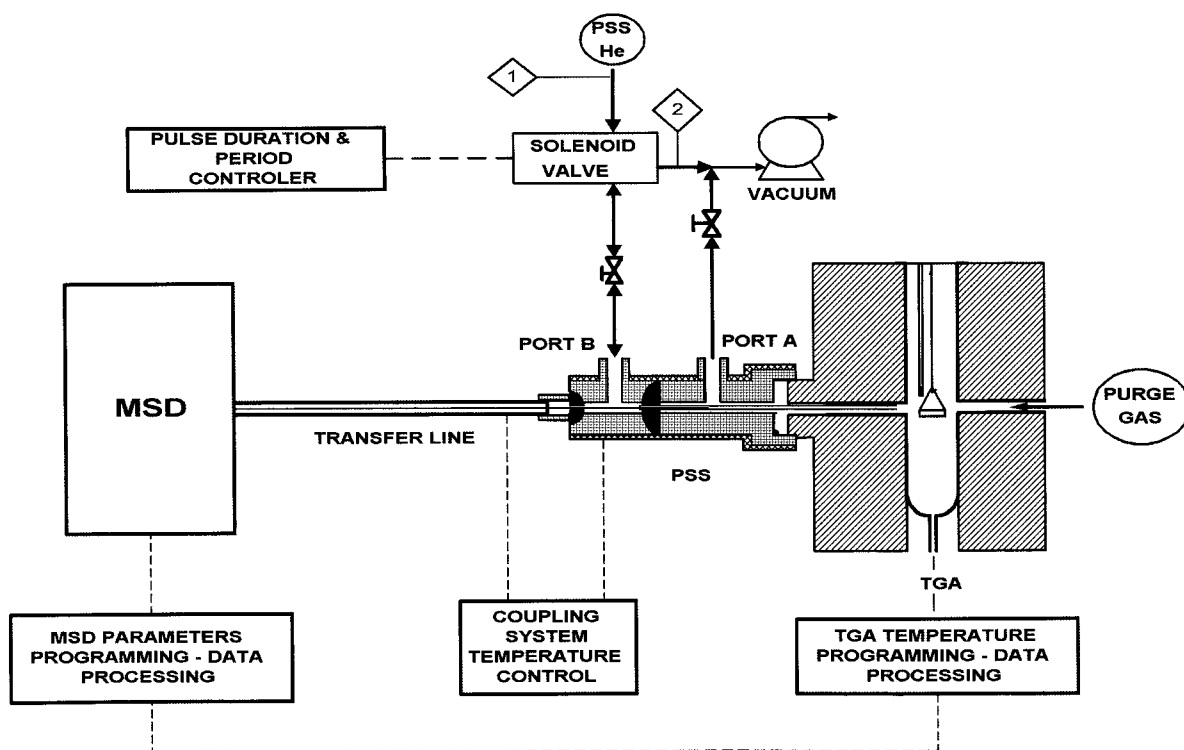 PSS
He
1
2
PULSE DURATION &
PERIOD
CONTROLER
SOLENOID
VALVE
VACUUM
PORT B
PORT A
MSD
TRANSFER LINE
PSS
PURGE
GAS
TGA
MSD PARAMETERS
PROGRAMMING - DATA
PROCESSING
COUPLING
SYSTEM
TEMPERATURE
CONTROL
TGA TEMPERATURE
PROGRAMMING - DATA
PROCESSING